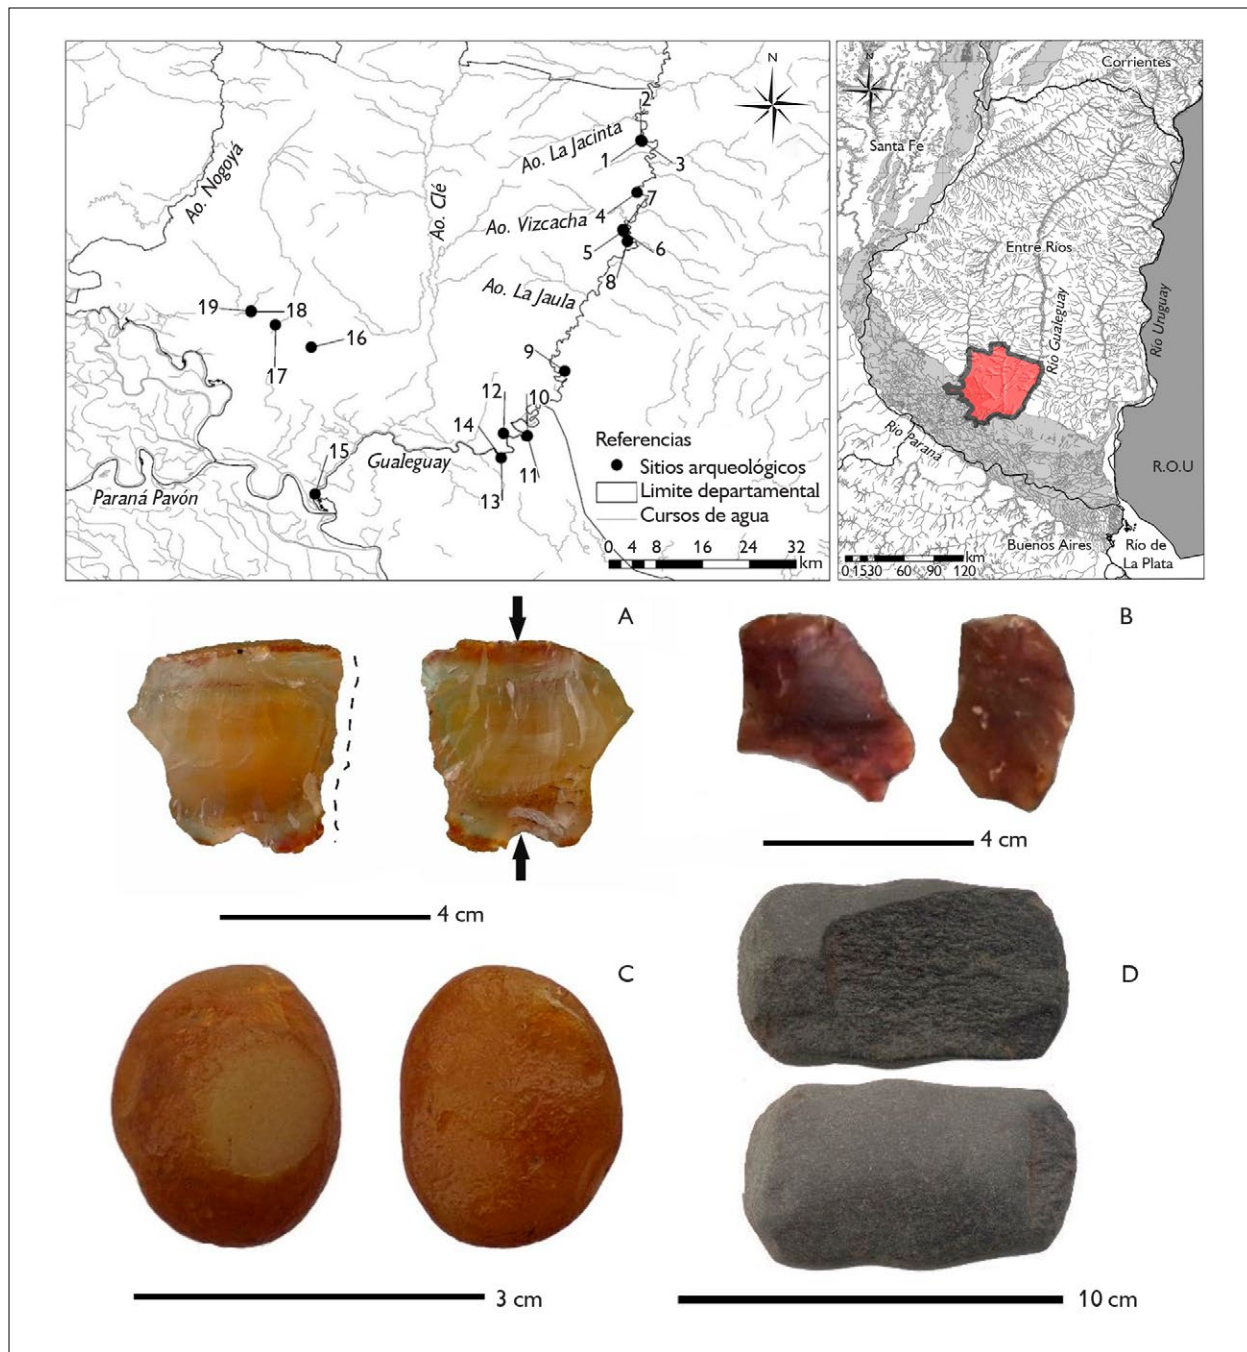 N
2
Ao. La Jacinta
1
3
Ao. Nogoyá
Ao. Clé
7
4
Ao. Vizcacha
5
6
8
Ao. La Jaula
19
18
16
17
9
12
10
14
11
13
15
Gualeguay
Paraná Pavón
Referencias
Sitios arqueológicos
Limite departamental
Cursos de agua
0 4 8 16 24 32
km
N
Corrientes
Santa Fe
Entre Ríos
Río Gualeguay
Río Uruguay
Río Paraná
R.O.U
Buenos Aires
Río de
La Plata
km
0 15 30 60 90 120
A
B
4 cm
4 cm
C
D
3 cm
10 cm